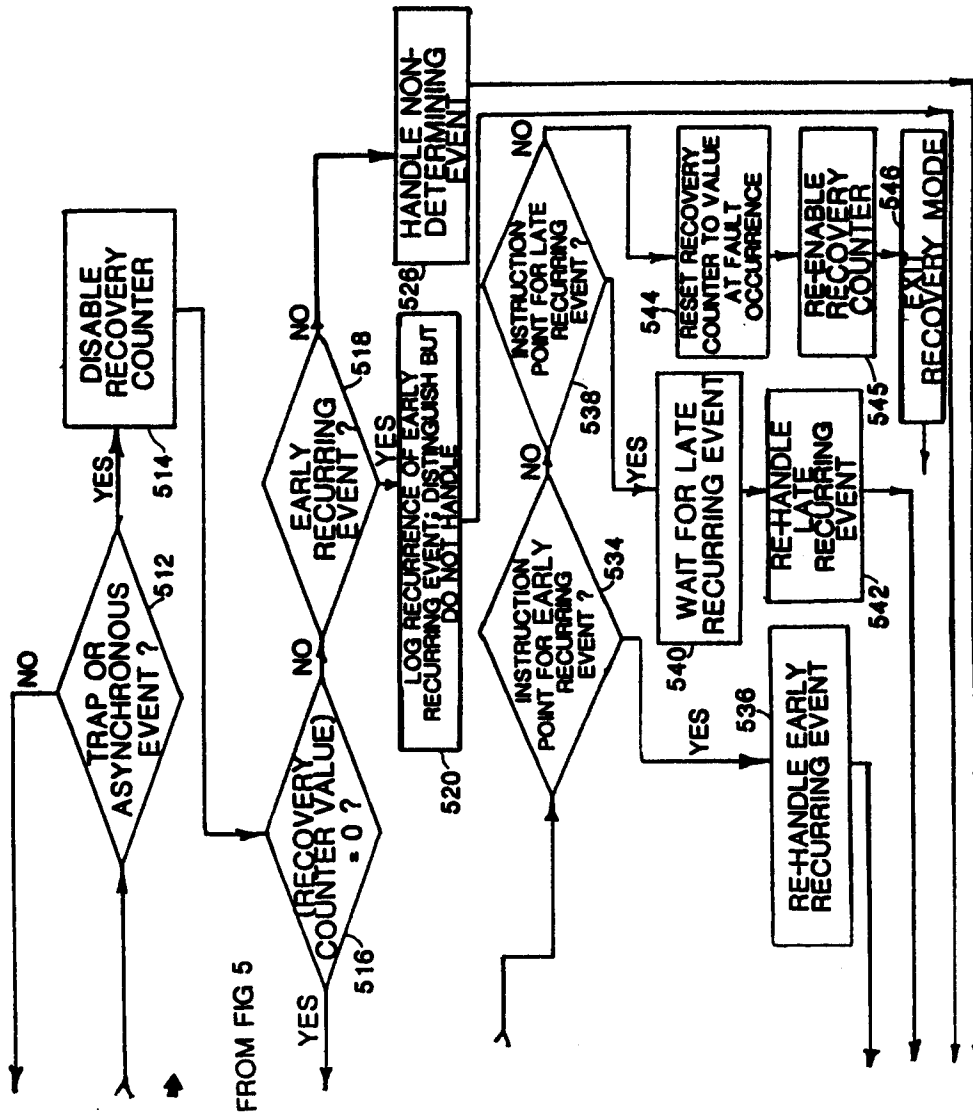 NO
TRAP OR
ASYNCHRONOUS
EVENT ?
512
YES
DISABLE
RECOVERY
COUNTER
514
FROM FIG 5
YES
(RECOVERY
COUNTER VALUE)
= 0 ?
516
NO
EARLY
RECURRING
EVENT ?
518
NO
YES
HANDLE NON-
DETERMINING
EVENT
526
LOG RECURRENCE OF EARLY
RECURRING EVENT; DISTINGUISH BUT
DO NOT HANDLE
520
INSTRUCTION
POINT FOR EARLY
RECURRING
EVENT ?
534
NO
YES
INSTRUCTION
POINT FOR LATE
RECURRING
EVENT ?
538
NO
YES
536
RE-HANDLE EARLY
RECURRING EVENT
540
WAIT FOR LATE
RECURRING EVENT
RE-HANDLE
LATE
RECURRING
EVENT
542
544
RESET RECOVERY
COUNTER TO VALUE
AT FAULT
OCCURRENCE
RE-ENABLE
RECOVERY
COUNTER
545
546
EXIT
RECOVERY MODE